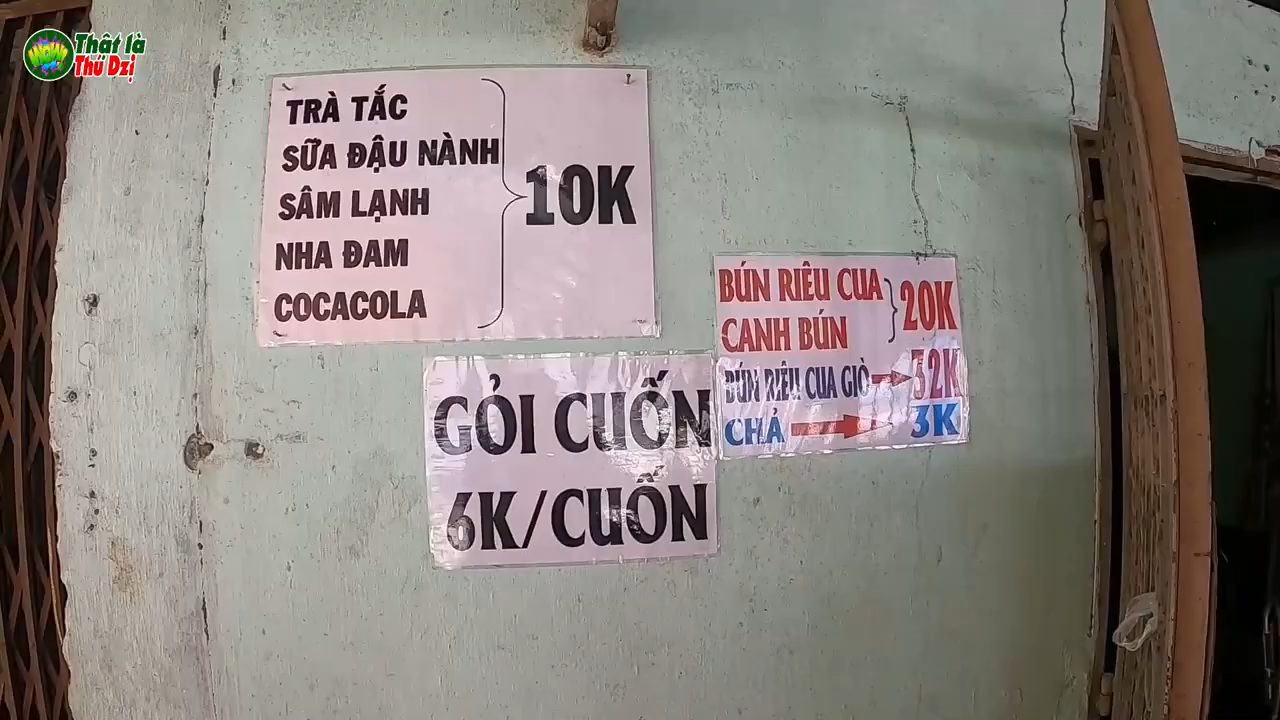 WOW
Thật là
Thú Dzị
TRÀ TẮC
SỮA ĐẬU NÀNH
SÂM LẠNH
NHA ĐAM
COCACOLA
10K
GỎI CUỐN
6K/CUỐN
BÚN RIÊU CUA
CANH BÚN
20K
BÚN RIÊU CUA GIÒ
CHẢ
3K